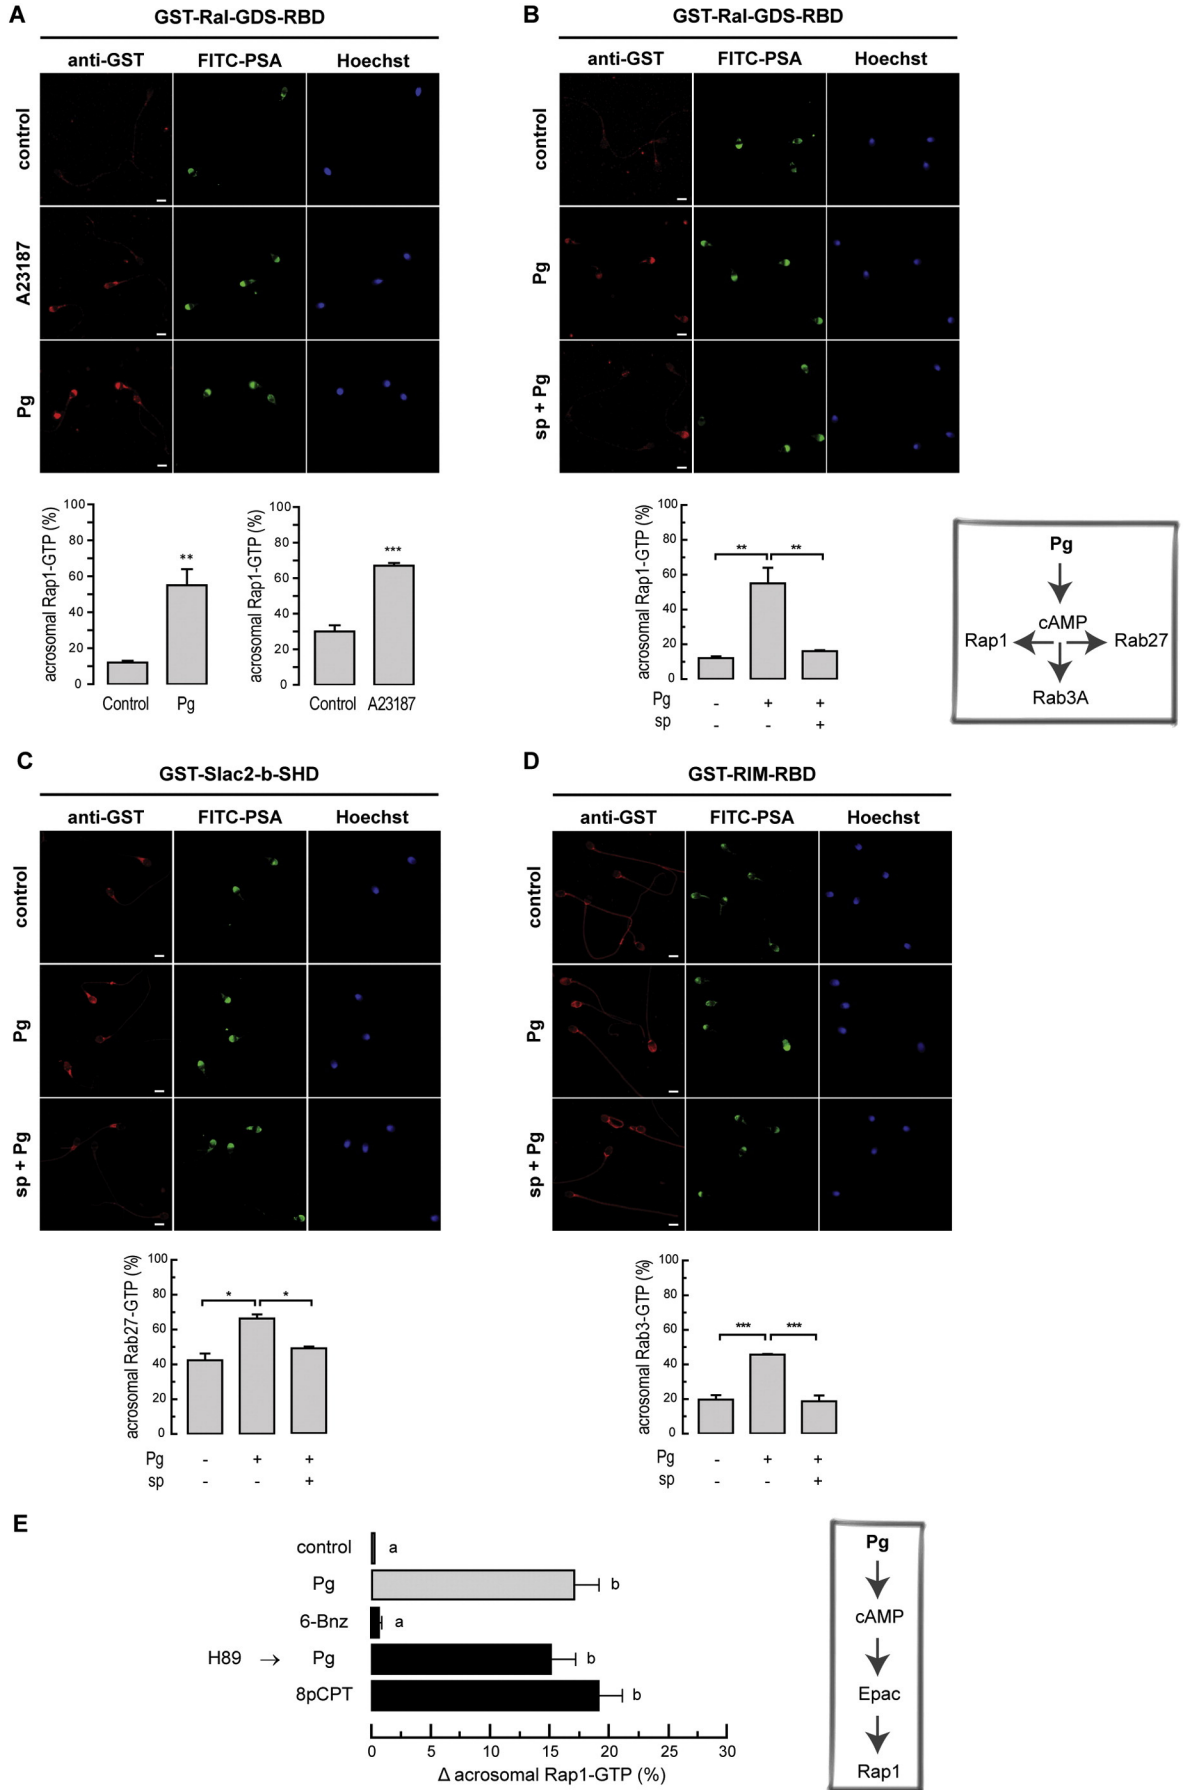 A
GST-Ral-GDS-RBD
anti-GST FITC-PSA Hoechst
control
A23187
Pg
acrosomal Rap1-GTP (%)
100
80
60
40
20
0
**
Control Pg
acrosomal Rap1-GTP (%)
100
80
60
40
20
0
***
Control A23187
B
GST-Ral-GDS-RBD
anti-GST FITC-PSA Hoechst
control
Pg
sp + Pg
acrosomal Rap1-GTP (%)
100
80
60
40
20
0
** **
Pg - + +
sp - - +
Pg
cAMP
Rap1 Rab27
Rab3A
C
GST-Slac2-b-SHD
anti-GST FITC-PSA Hoechst
control
Pg
sp + Pg
acrosomal Rab27-GTP (%)
100
80
60
40
20
0
* *
Pg - + +
sp - - +
D
GST-RIM-RBD
anti-GST FITC-PSA Hoechst
control
Pg
sp + Pg
acrosomal Rab3-GTP (%)
100
80
60
40
20
0
*** ***
Pg - + +
sp - - +
E
control a
Pg b
6-Bnz a
H89 → Pg b
8pCPT b
0 5 10 15 20 25 30
Δ acrosomal Rap1-GTP (%)
Pg
cAMP
Epac
Rap1